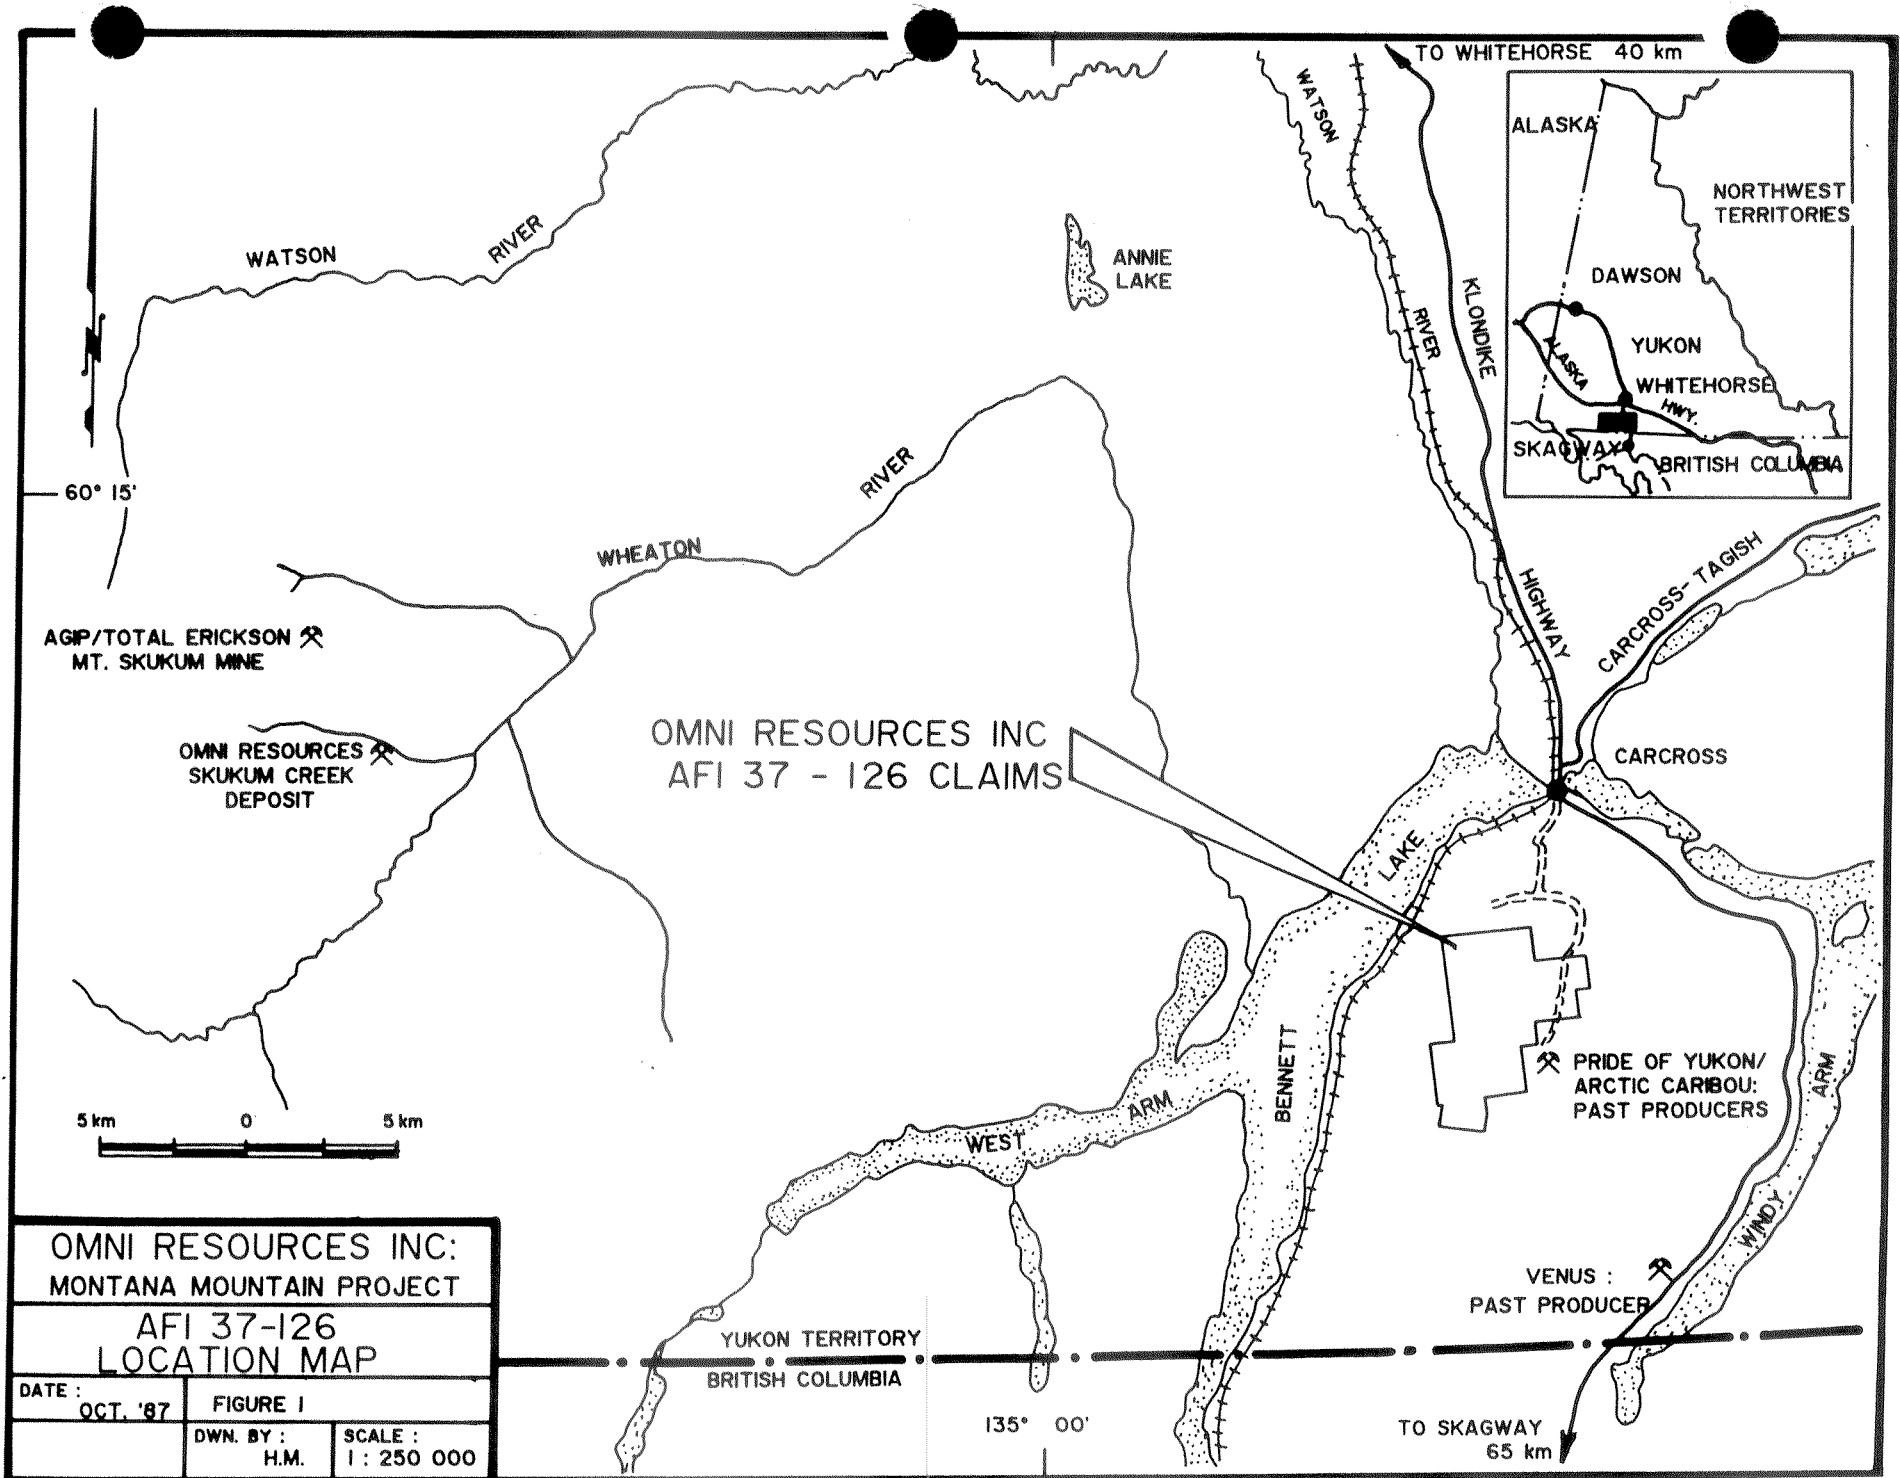 TO WHITEHORSE 40 km
WATSON
RIVER
WATSON
RIVER
ANNIE
LAKE
KLONDIKE
HIGHWAY
ALASKA
NORTHWEST
TERRITORIES
DAWSON
YUKON
ALASKA
WHITEHORSE
HWY.
SKAGWAY
BRITISH COLUMBIA
60° 15'
WHEATON
RIVER
CARCROSS-TAGISH
AGIP/TOTAL ERICKSON
MT. SKUKUM MINE
OMNI RESOURCES
SKUKUM CREEK
DEPOSIT
OMNI RESOURCES INC
AFI 37 - 126 CLAIMS
CARCROSS
LAKE
BENNETT
WEST
ARM
PRIDE OF YUKON/
ARCTIC CARIBOU:
PAST PRODUCERS
ARM
WINDY
5 km 0 5 km
VENUS :
PAST PRODUCER
YUKON TERRITORY
BRITISH COLUMBIA
135° 00'
TO SKAGWAY
65 km
OMNI RESOURCES INC:
MONTANA MOUNTAIN PROJECT
AFI 37-126
LOCATION MAP
DATE :
OCT. '87
FIGURE 1
DWN. BY :
H.M.
SCALE :
1 : 250 000